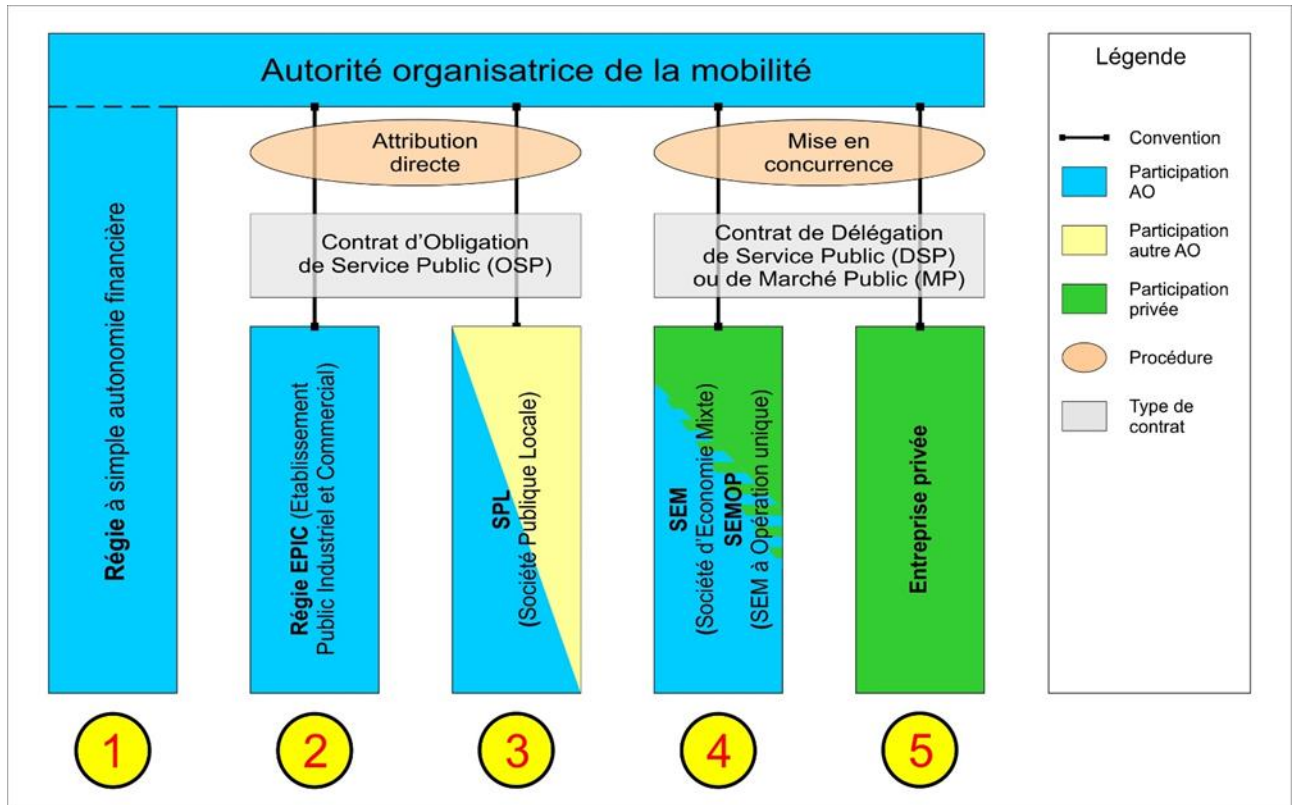 Autorité organisatrice de la mobilité
Attribution
directe
Mise en
concurrence
Contrat d'Obligation
de Service Public (OSP)
Contrat de Délégation
de Service Public (DSP)
ou de Marché Public (MP)
Régie à simple autonomie financière
Régie EPIC (Etablissement
Public Industriel et Commercial)
SPL
(Société Publique Locale)
SEM
(Société d'Economie Mixte)
SEMOP
(SEM à Opération unique)
Entreprise privée
1
2
3
4
5
Légende
Convention
Participation
AO
Participation
autre AO
Participation
privée
Procédure
Type de
contrat